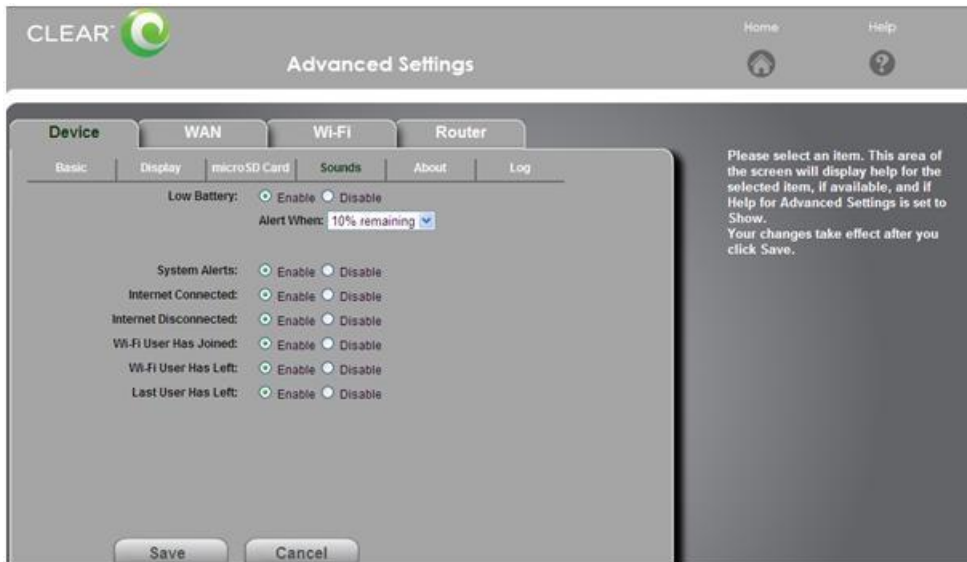 CLEAR
Home
Help
Advanced Settings
Device
WAN
Wi-Fi
Router
Basic
Display
microSD Card
Sounds
About
Log
Low Battery: Enable Disable
Alert When: 10% remaining
System Alerts: Enable Disable
Internet Connected: Enable Disable
Internet Disconnected: Enable Disable
Wi-Fi User Has Joined: Enable Disable
Wi-Fi User Has Left: Enable Disable
Last User Has Left: Enable Disable
Save
Cancel
Please select an item. This area of
the screen will display help for the
selected item, if available, and if
Help for Advanced Settings is set to
Show.
Your changes take effect after you
click Save.